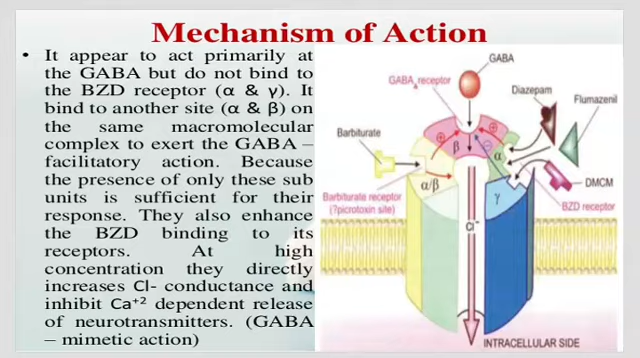 Mechanism of Action
• It appear to act primarily at
the GABA but do not bind to
the BZD receptor (α & γ). It
bind to another site (α & β) on
the same macromolecular
complex to exert the GABA –
facilitatory action. Because
the presence of only these sub
units is sufficient for their
response. They also enhance
the BZD binding to its
receptors. At high
concentration they directly
increases Cl- conductance and
inhibit Ca⁺² dependent release
of neurotransmitters. (GABA
– mimetic action)
GABA
GABA A receptor
Diazepam
Flumazenil
Barbiturate
β
α
α/β
DMCM
Barbiturate receptor
(?picrotoxin site)
γ
BZD receptor
Cl⁻
INTRACELLULAR SIDE